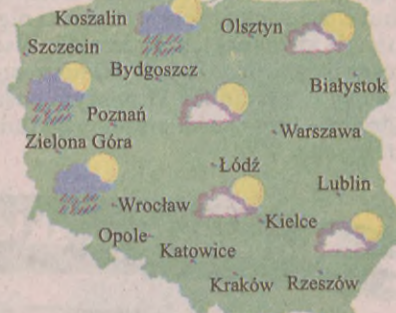 Koszalin
Olsztyn
Szczecin
Bydgoszcz
Białystok
Poznań
Warszawa
Zielona Góra
Łódź
Lublin
Wrocław
Kielce
Opole
Katowice
Kraków
Rzeszów